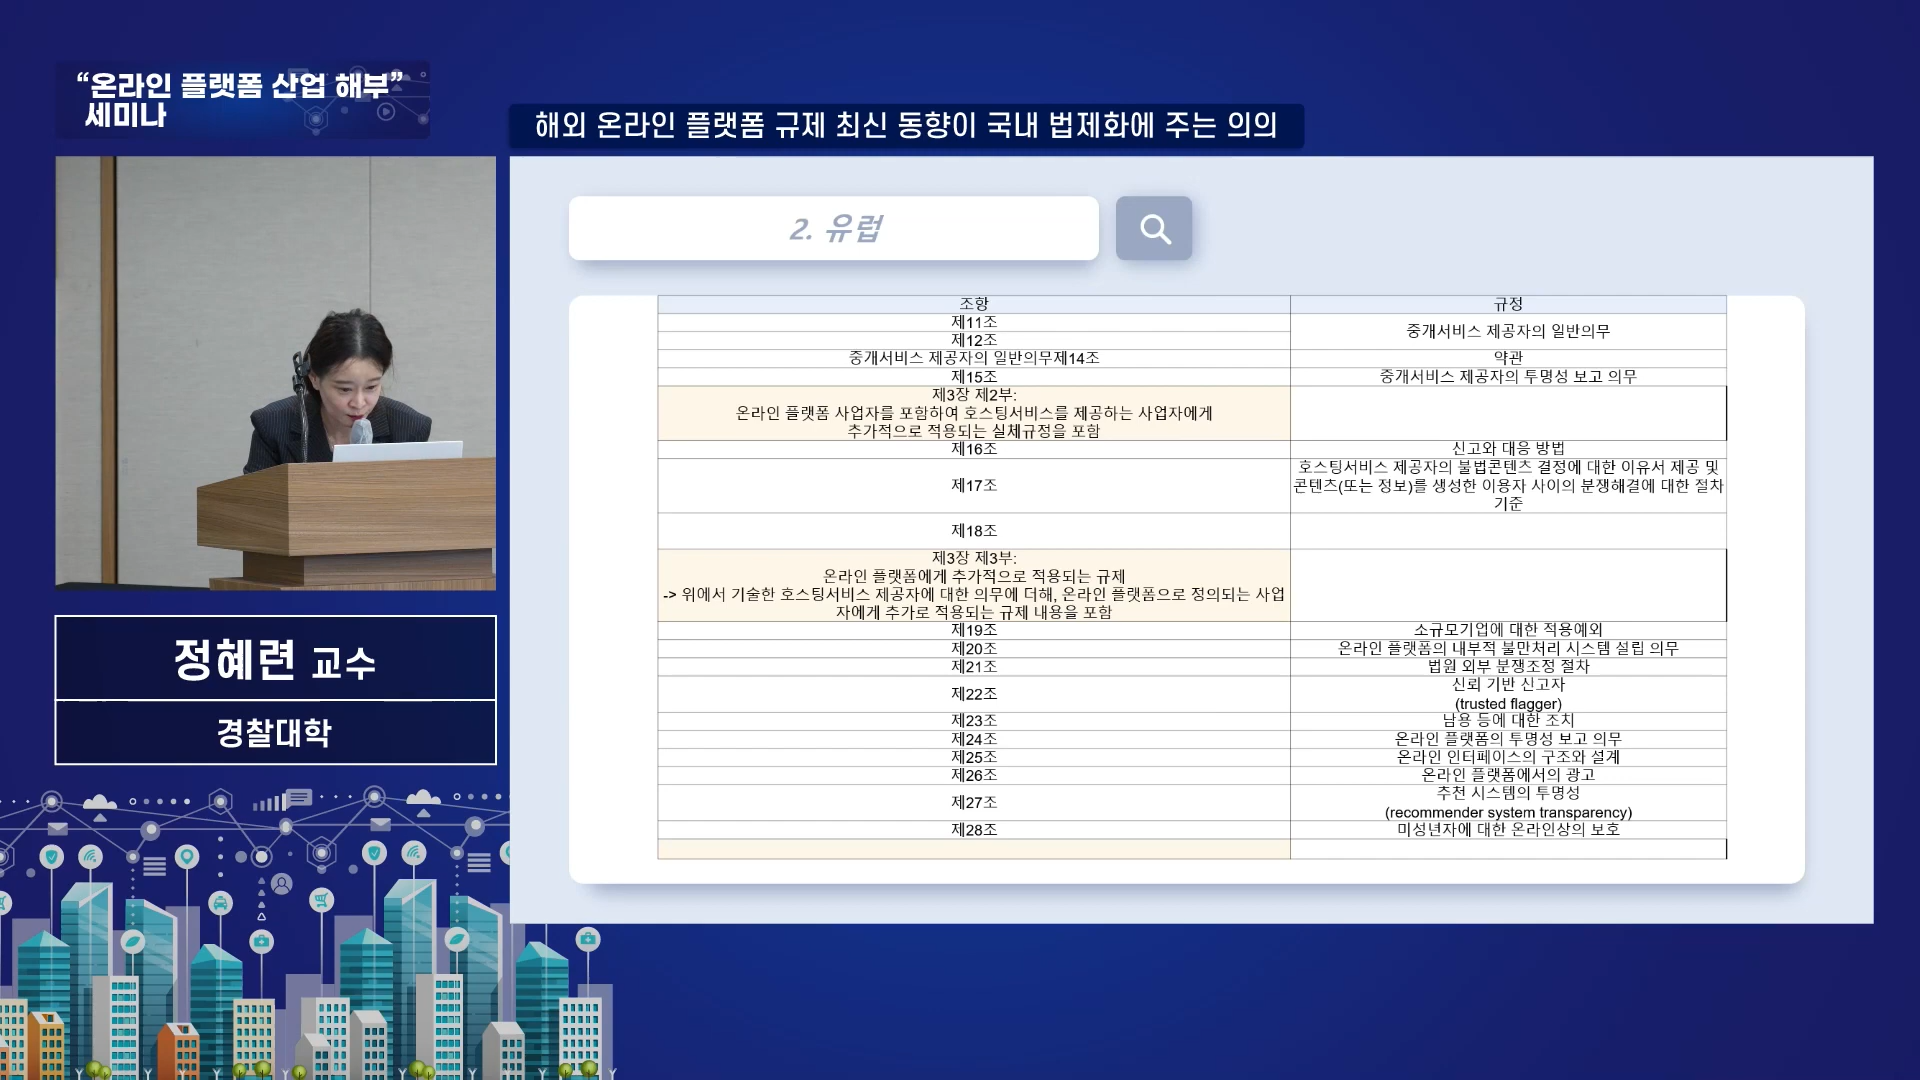 “온라인 플랫폼 산업 해부”
세미나
해외 온라인 플랫폼 규제 최신 동향이 국내 법제화에 주는 의의
2. 유럽
조항
규정
제11조
제12조
중개서비스 제공자의 일반의무
중개서비스 제공자의 일반의무제14조
약관
제15조
중개서비스 제공자의 투명성 보고 의무
제3장 제2부:
온라인 플랫폼 사업자를 포함하여 호스팅서비스를 제공하는 사업자에게
추가적으로 적용되는 실체규정을 포함
제16조
신고와 대응 방법
제17조
호스팅서비스 제공자의 불법콘텐츠 결정에 대한 이유서 제공 및
콘텐츠(또는 정보)를 생성한 이용자 사이의 분쟁해결에 대한 절차
기준
제18조
제3장 제3부:
온라인 플랫폼에게 추가적으로 적용되는 규제
-> 위에서 기술한 호스팅서비스 제공자에 대한 의무에 더해, 온라인 플랫폼으로 정의되는 사업
자에게 추가로 적용되는 규제 내용을 포함
제19조
소규모기업에 대한 적용예외
제20조
온라인 플랫폼의 내부적 불만처리 시스템 설립 의무
제21조
법원 외부 분쟁조정 절차
제22조
신뢰 기반 신고자
(trusted flagger)
제23조
남용 등에 대한 조치
제24조
온라인 플랫폼의 투명성 보고 의무
제25조
온라인 인터페이스의 구조와 설계
제26조
온라인 플랫폼에서의 광고
제27조
추천 시스템의 투명성
(recommender system transparency)
제28조
미성년자에 대한 온라인상의 보호
정혜련 교수
경찰대학